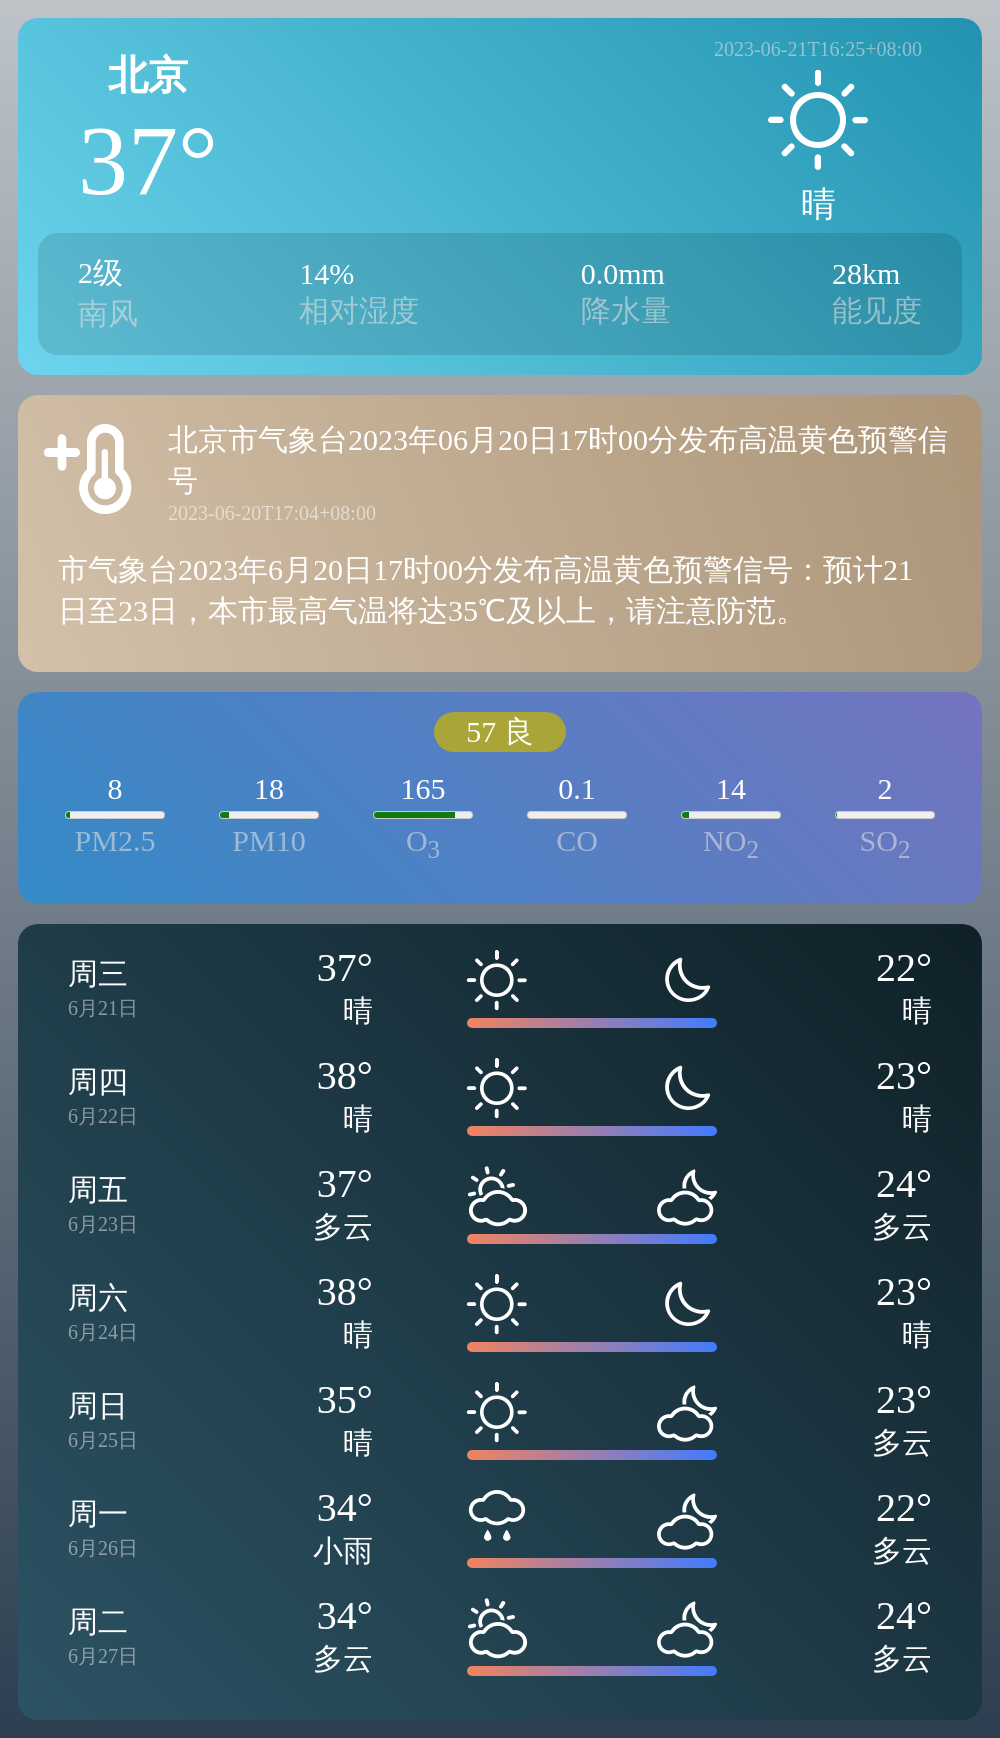 北京
2023-06-21T16:25+08:00
37°
晴
2级 14% 0.0mm 28km
南风 相对湿度 降水量 能见度
北京市气象台2023年06月20日17时00分发布高温黄色预警信
号
2023-06-20T17:04+08:00
市气象台2023年6月20日17时00分发布高温黄色预警信号：预计21
日至23日，本市最高气温将达35℃及以上，请注意防范。
57 良
8 18 165 0.1 14 2
PM2.5 PM10 O3 CO NO2 SO2
周三 37° 22°
6月21日 晴 晴
周四 38° 23°
6月22日 晴 晴
周五 37° 24°
6月23日 多云 多云
周六 38° 23°
6月24日 晴 晴
周日 35° 23°
6月25日 晴 多云
周一 34° 22°
6月26日 小雨 多云
周二 34° 24°
6月27日 多云 多云